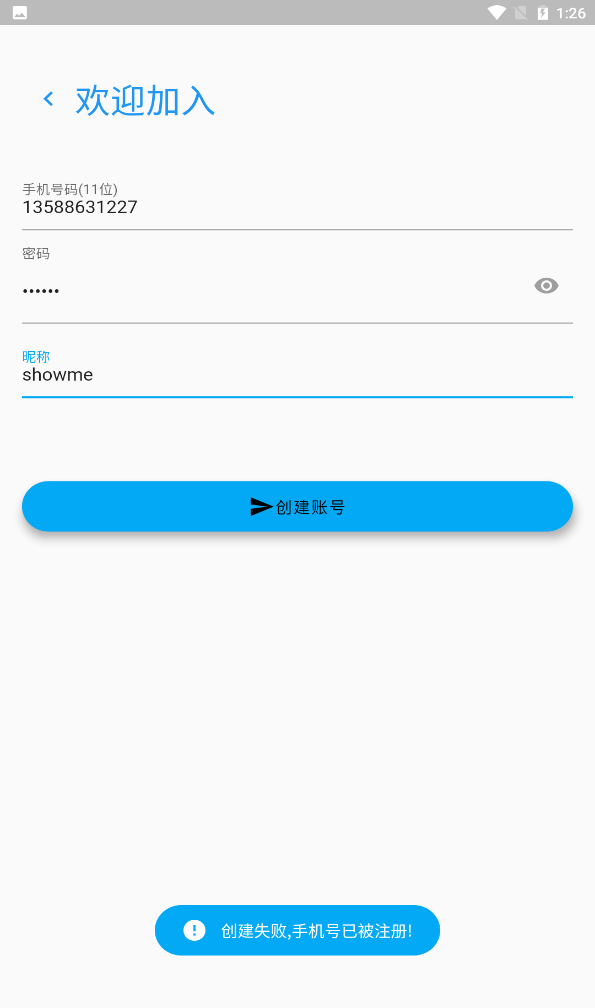 1:26
欢迎加入
手机号码(11位)
13588631227
密码
••••••
昵称
showme
创建账号
创建失败,手机号已被注册!